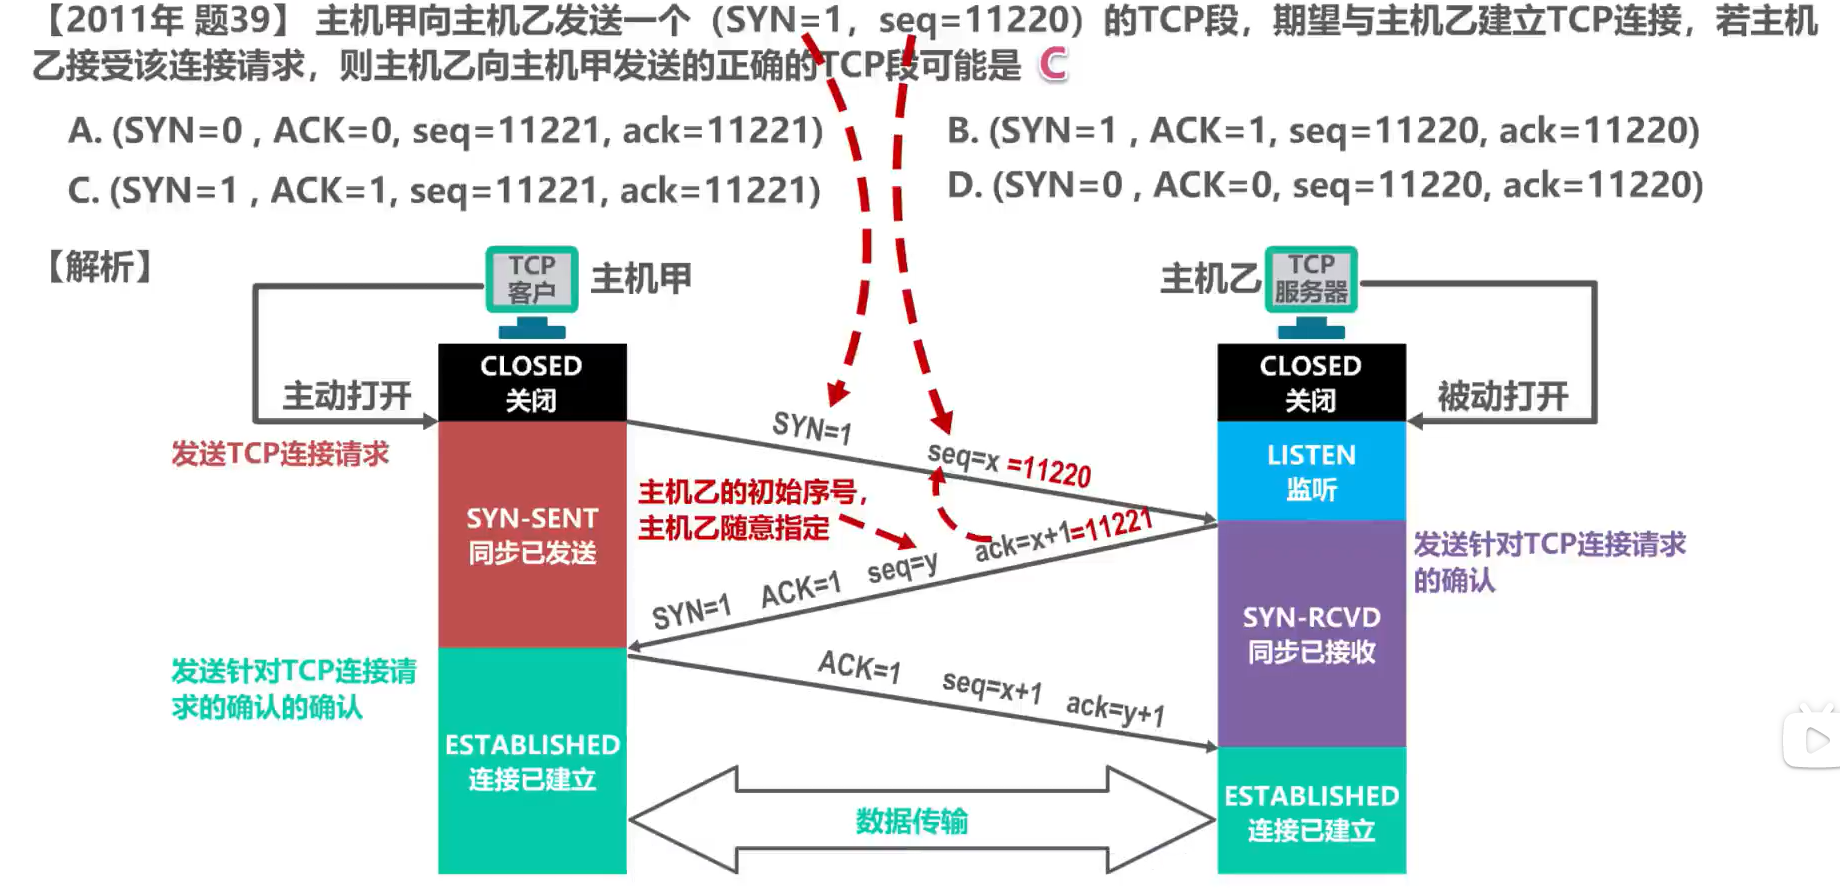 【2011年 题39】 主机甲向主机乙发送一个（SYN=1，seq=11220）的TCP段，期望与主机乙建立TCP连接，若主机
乙接受该连接请求，则主机乙向主机甲发送的正确的TCP段可能是 C
A. (SYN=0 , ACK=0, seq=11221, ack=11221)
B. (SYN=1 , ACK=1, seq=11220, ack=11220)
C. (SYN=1 , ACK=1, seq=11221, ack=11221)
D. (SYN=0 , ACK=0, seq=11220, ack=11220)
【解析】
TCP
客户
主机甲
主机乙
TCP
服务器
CLOSED
关闭
CLOSED
关闭
主动打开
被动打开
发送TCP连接请求
SYN=1 seq=x =11220
LISTEN
监听
主机乙的初始序号，
主机乙随意指定
SYN-SENT
同步已发送
SYN=1 ACK=1 seq=y ack=x+1=11221
发送针对TCP连接请求
的确认
SYN-RCVD
同步已接收
发送针对TCP连接请
求的确认的确认
ACK=1 seq=x+1 ack=y+1
ESTABLISHED
连接已建立
数据传输
ESTABLISHED
连接已建立